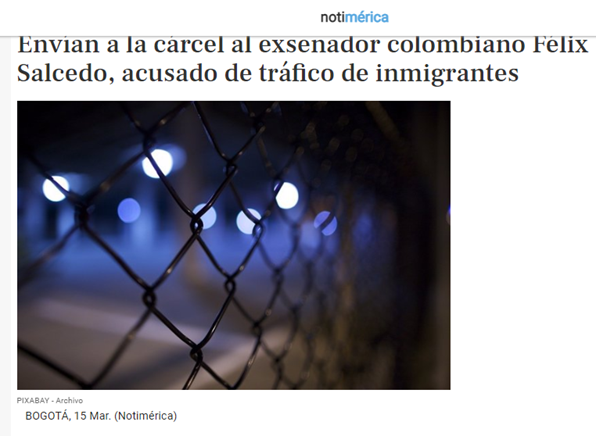 notimérica
Envían a la cárcel al exsenador colombiano Félix
Salcedo, acusado de tráfico de inmigrantes
PIXABAY - Archivo
BOGOTÁ, 15 Mar. (Notimérica)